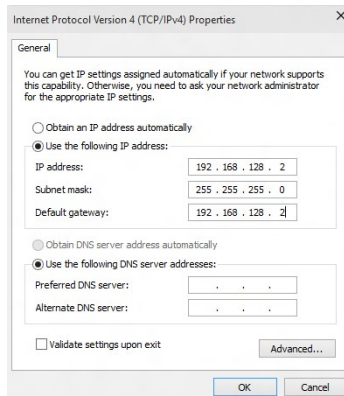 Internet Protocol Version 4 (TCP/IPv4) Properties
General
You can get IP settings assigned automatically if your network supports
this capability. Otherwise, you need to ask your network administrator
for the appropriate IP settings.
Obtain an IP address automatically
Use the following IP address:
IP address: 192 . 168 . 128 . 2
Subnet mask: 255 . 255 . 255 . 0
Default gateway: 192 . 168 . 128 . 2
Obtain DNS server address automatically
Use the following DNS server addresses:
Preferred DNS server: . . .
Alternate DNS server: . . .
Validate settings upon exit
Advanced...
OK Cancel